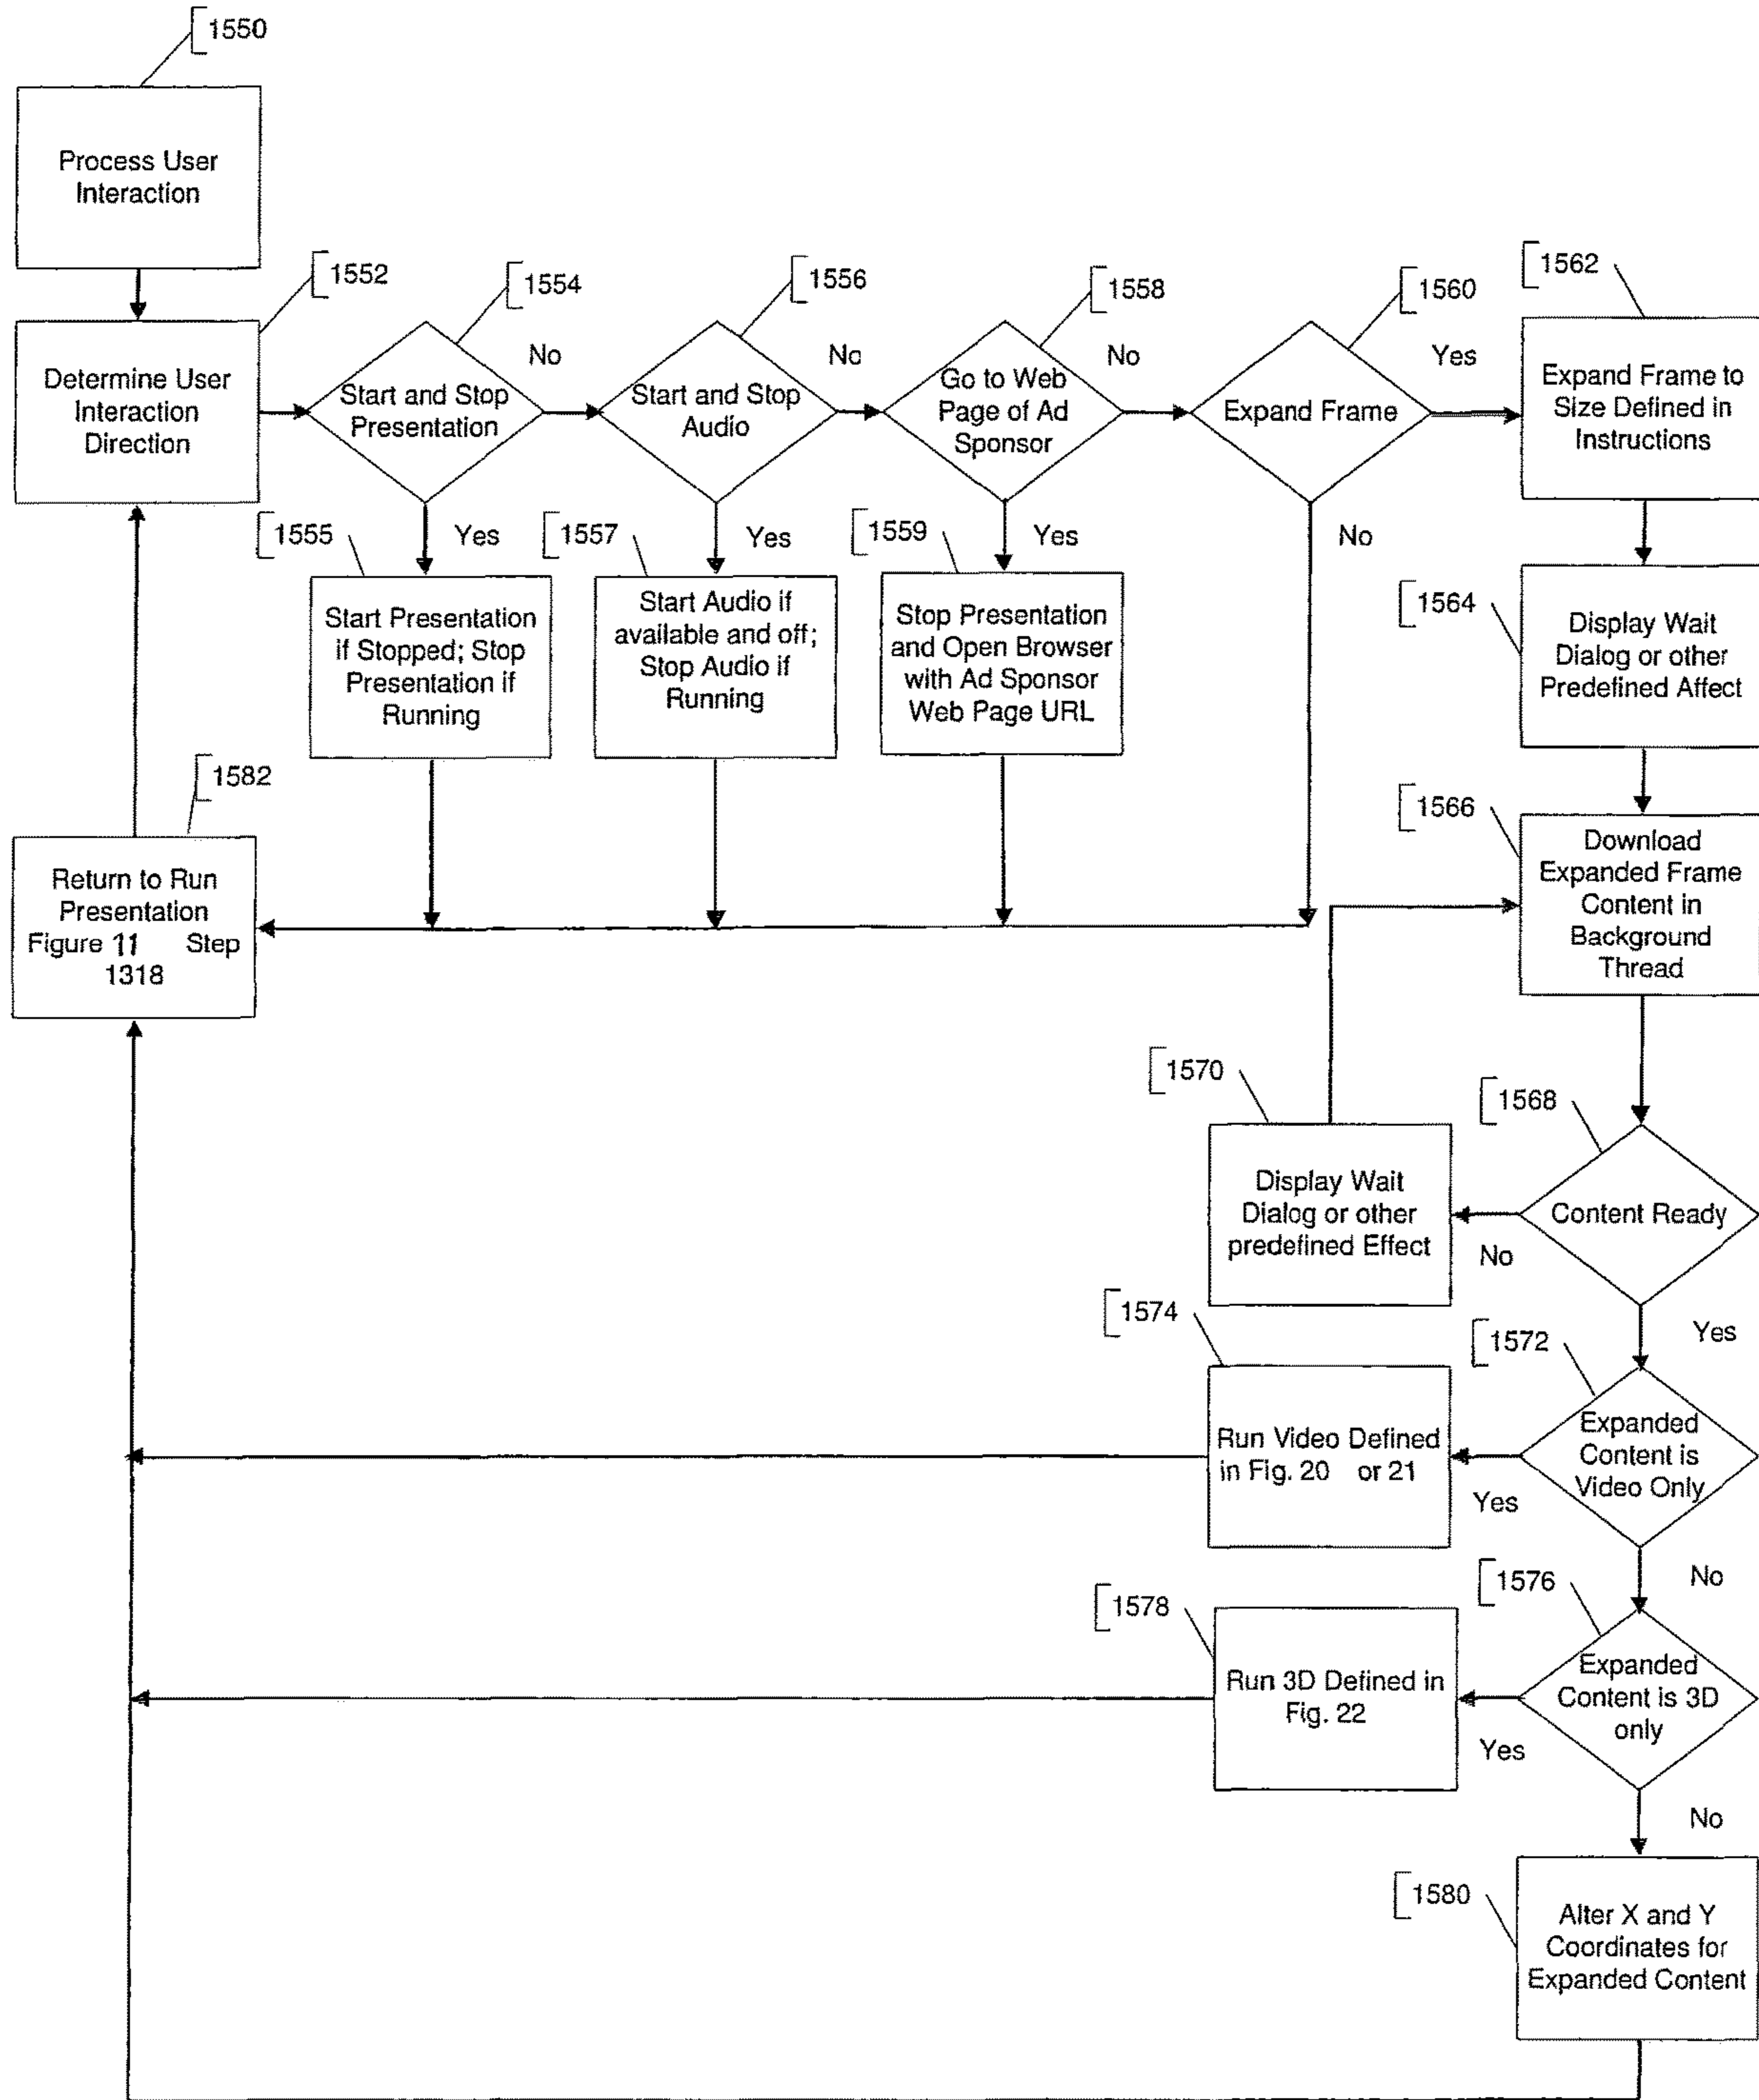 1550
Process User
Interaction
1552
Determine User
Interaction
Direction
1554
Start and Stop
Presentation
No
1556
Start and Stop
Audio
No
1558
Go to Web
Page of Ad
Sponsor
No
1560
Expand Frame
Yes
1562
Expand Frame to
Size Defined in
Instructions
1555
Yes
Start Presentation
if Stopped; Stop
Presentation if
Running
1557
Yes
Start Audio if
available and off;
Stop Audio if
Running
1559
Yes
Stop Presentation
and Open Browser
with Ad Sponsor
Web Page URL
No
1564
Display Wait
Dialog or other
Predefined Affect
1582
Return to Run
Presentation
Figure 11 Step
1318
1566
Download
Expanded Frame
Content in
Background
Thread
1570
Display Wait
Dialog or other
predefined Effect
1568
Content Ready
No
Yes
1574
Run Video Defined
in Fig. 20 or 21
1572
Expanded
Content is
Video Only
Yes
No
1578
Run 3D Defined in
Fig. 22
1576
Expanded
Content is 3D
only
Yes
No
1580
Alter X and Y
Coordinates for
Expanded Content